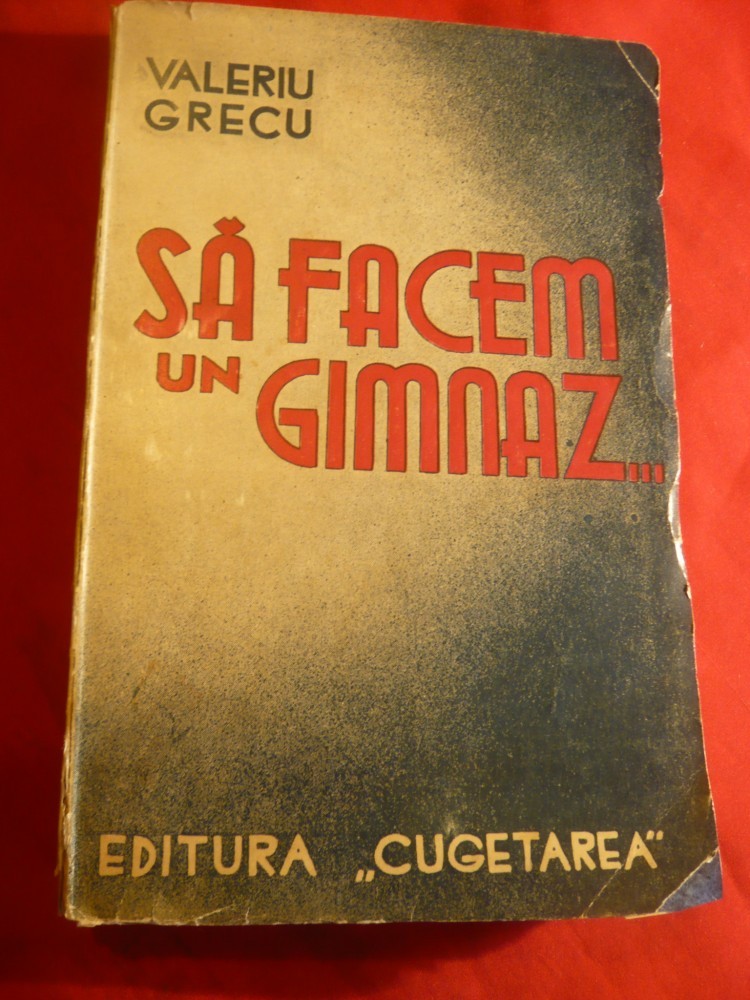 VALERIU
GRECU
SĂ FACEM
UN GIMNAZ...
EDITURA „CUGETAREA"